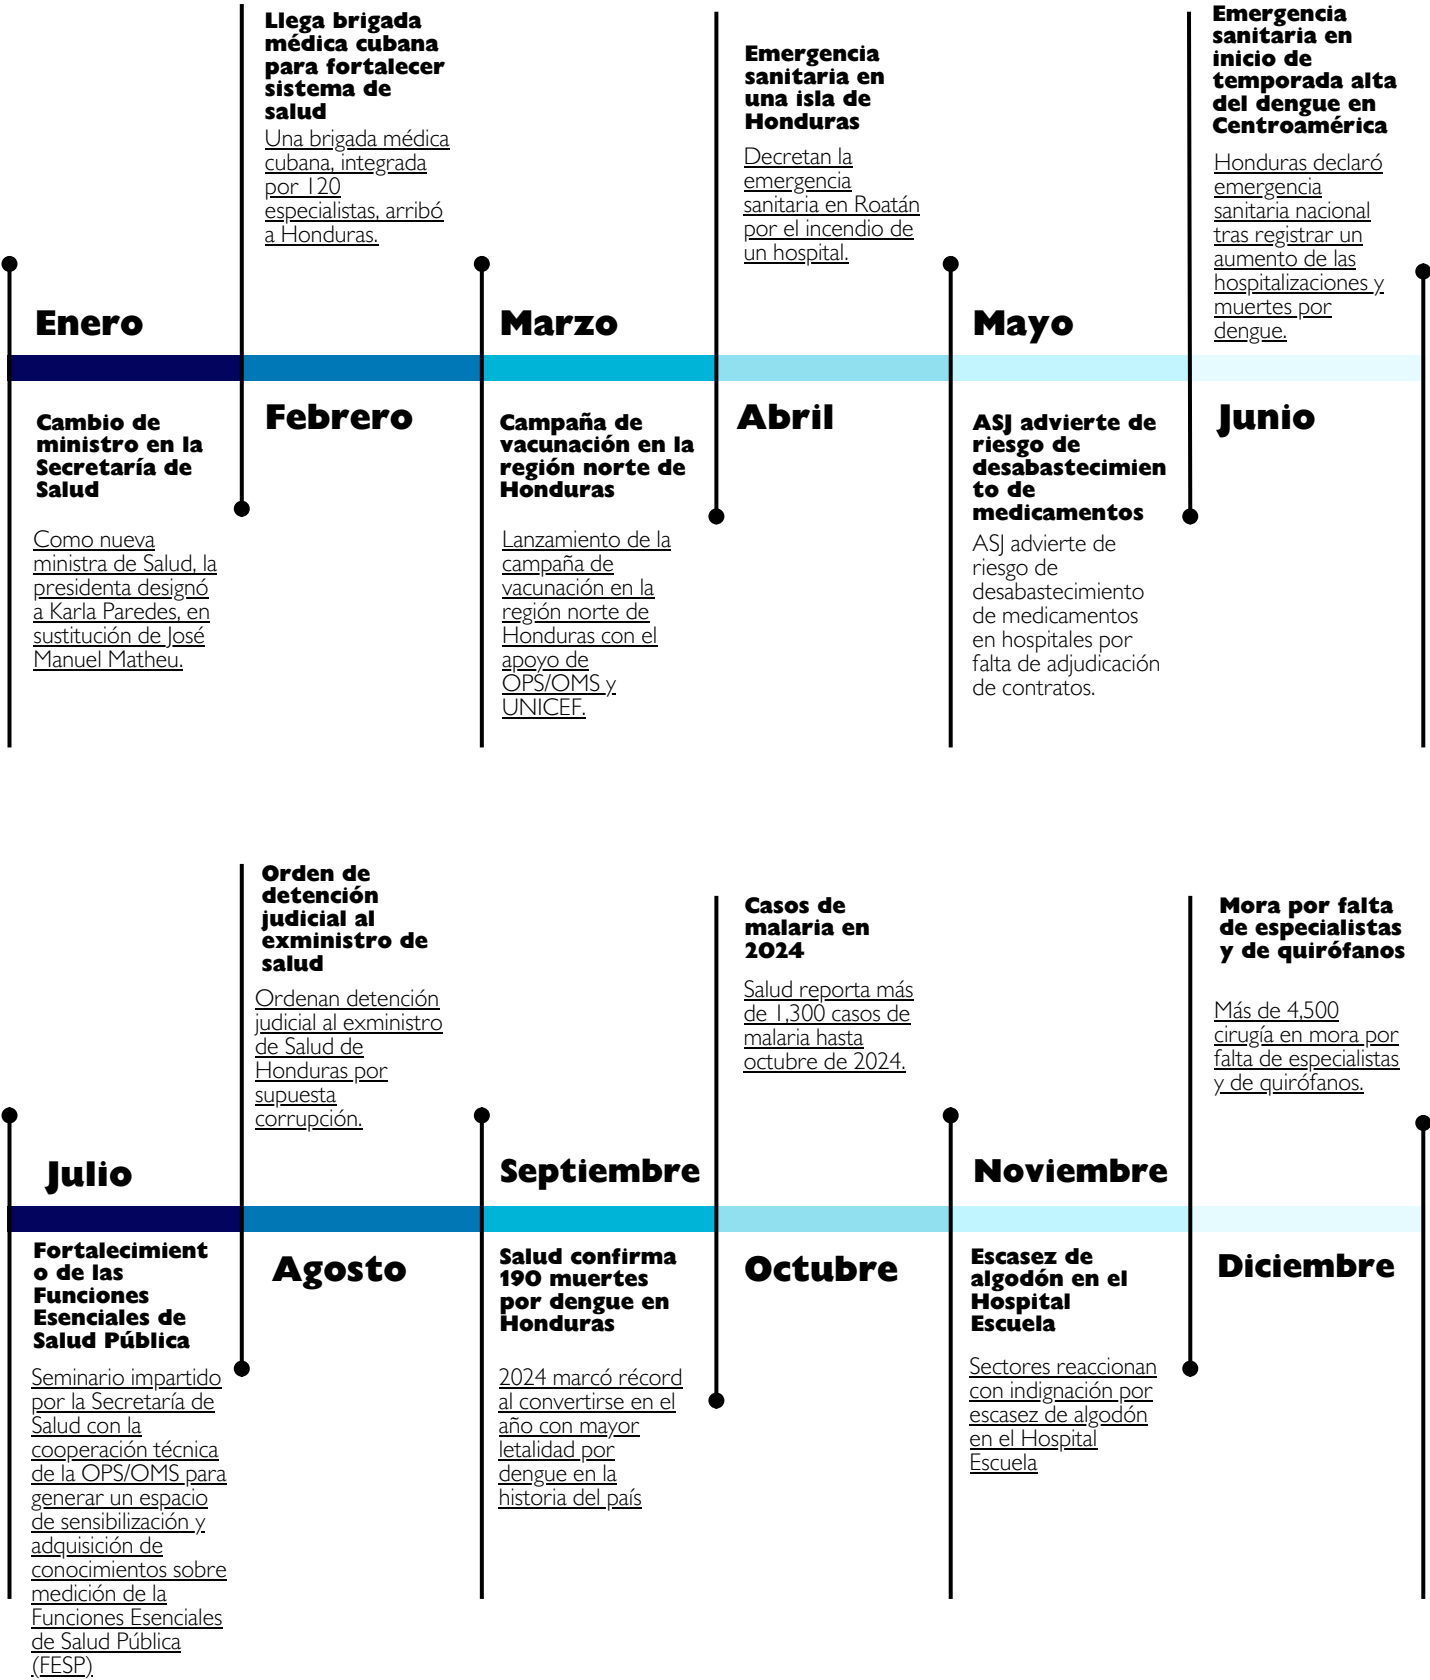 Enero
Cambio de
ministro en la
Secretaría de
Salud
Como nueva
ministra de Salud, la
presidenta designó
a Karla Paredes, en
sustitución de José
Manuel Matheu.
Llega brigada
médica cubana
para fortalecer
sistema de
salud
Una brigada médica
cubana, integrada
por 120
especialistas, arribó
a Honduras.
Febrero
Marzo
Campaña de
vacunación en la
región norte de
Honduras
Lanzamiento de la
campaña de
vacunación en la
región norte de
Honduras con el
apoyo de
OPS/OMS y
UNICEF.
Emergencia
sanitaria en
una isla de
Honduras
Decretan la
emergencia
sanitaria en Roatán
por el incendio de
un hospital.
Abril
Mayo
ASJ advierte de
riesgo de
desabastecimien
to de
medicamentos
ASJ advierte de
riesgo de
desabastecimiento
de medicamentos
en hospitales por
falta de adjudicación
de contratos.
Emergencia
sanitaria en
inicio de
temporada alta
del dengue en
Centroamérica
Honduras declaró
emergencia
sanitaria nacional
tras registrar un
aumento de las
hospitalizaciones y
muertes por
dengue.
Junio
Julio
Fortalecimient
o de las
Funciones
Esenciales de
Salud Pública
Seminario impartido
por la Secretaría de
Salud con la
cooperación técnica
de la OPS/OMS para
generar un espacio
de sensibilización y
adquisición de
conocimientos sobre
medición de la
Funciones Esenciales
de Salud Pública
(FESP)
Orden de
detención
judicial al
exministro de
salud
Ordenan detención
judicial al exministro
de Salud de
Honduras por
supuesta
corrupción.
Agosto
Septiembre
Salud confirma
190 muertes
por dengue en
Honduras
2024 marcó récord
al convertirse en el
año con mayor
letalidad por
dengue en la
historia del país
Casos de
malaria en
2024
Salud reporta más
de 1,300 casos de
malaria hasta
octubre de 2024.
Octubre
Noviembre
Escasez de
algodón en el
Hospital
Escuela
Sectores reaccionan
con indignación por
escasez de algodón
en el Hospital
Escuela
Mora por falta
de especialistas
y de quirófanos
Más de 4,500
cirugía en mora por
falta de especialistas
y de quirófanos.
Diciembre